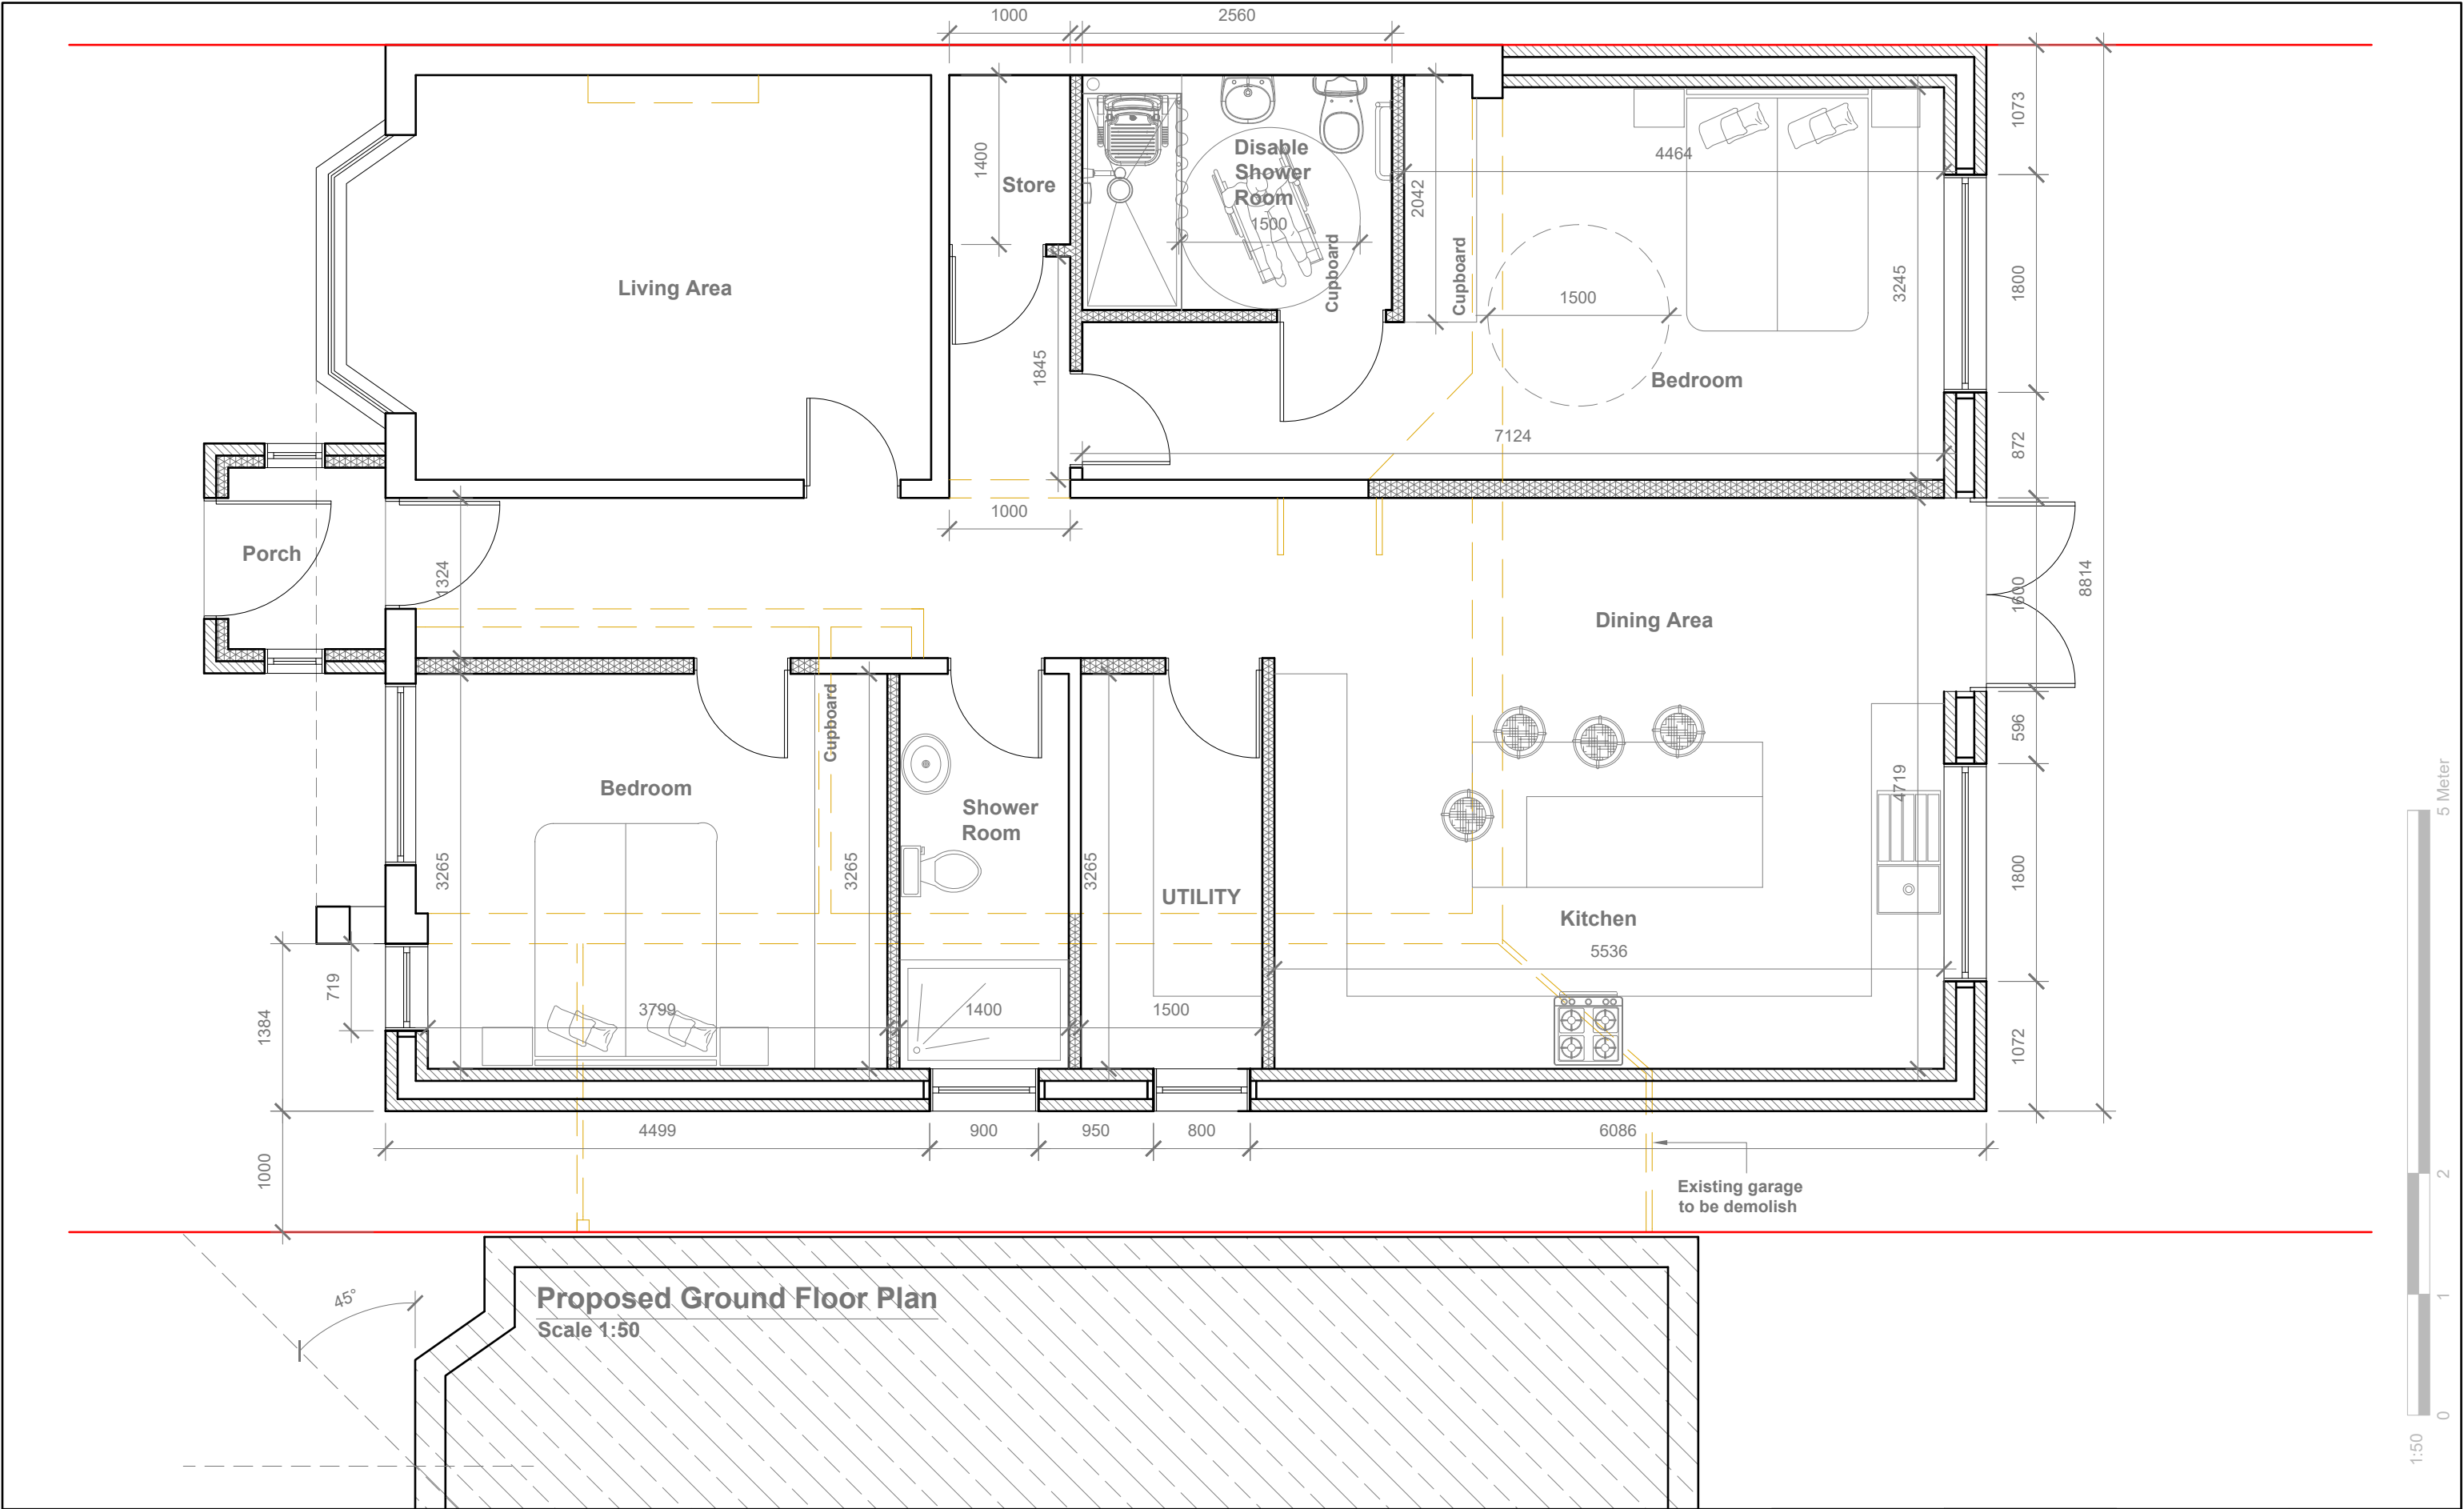 1000
2560
1073
1400
Disable
Shower
Room
4464
Store
2042
1500
Cupboard
Cupboard
Living Area
3245
1800
1500
1845
Bedroom
7124
872
1000
Porch
1324
1600
8814
Dining Area
Cupboard
596
Bedroom
4719
Shower
Room
3265
3265
3265
UTILITY
1800
Kitchen
5536
719
1384
3799
1400
1500
1072
4499
900
950
800
6086
1000
Existing garage
to be demolish
45°
Proposed Ground Floor Plan
Scale 1:50
5 Meter
2
1
0
1:50